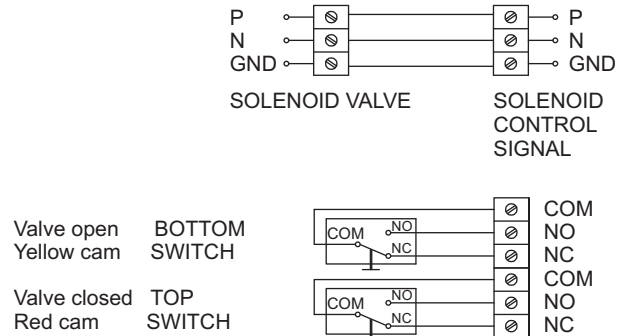 P P
N N
GND GND
SOLENOID VALVE SOLENOID
CONTROL
SIGNAL
COM
Valve open BOTTOM COM NO NO
Yellow cam SWITCH NC NC
COM
Valve closed TOP COM NO NO
Red cam SWITCH NC NC